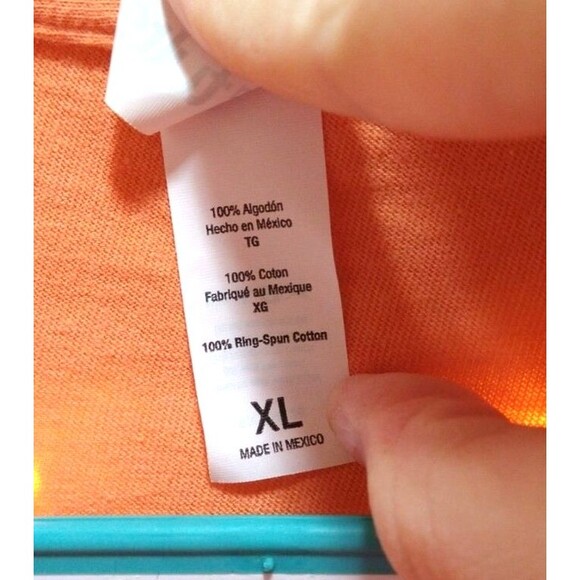 100% Algodón
Hecho en México
TG
100% Coton
Fabriqué au Mexique
XG
100% Ring-Spun Cotton
XL
MADE IN MEXICO